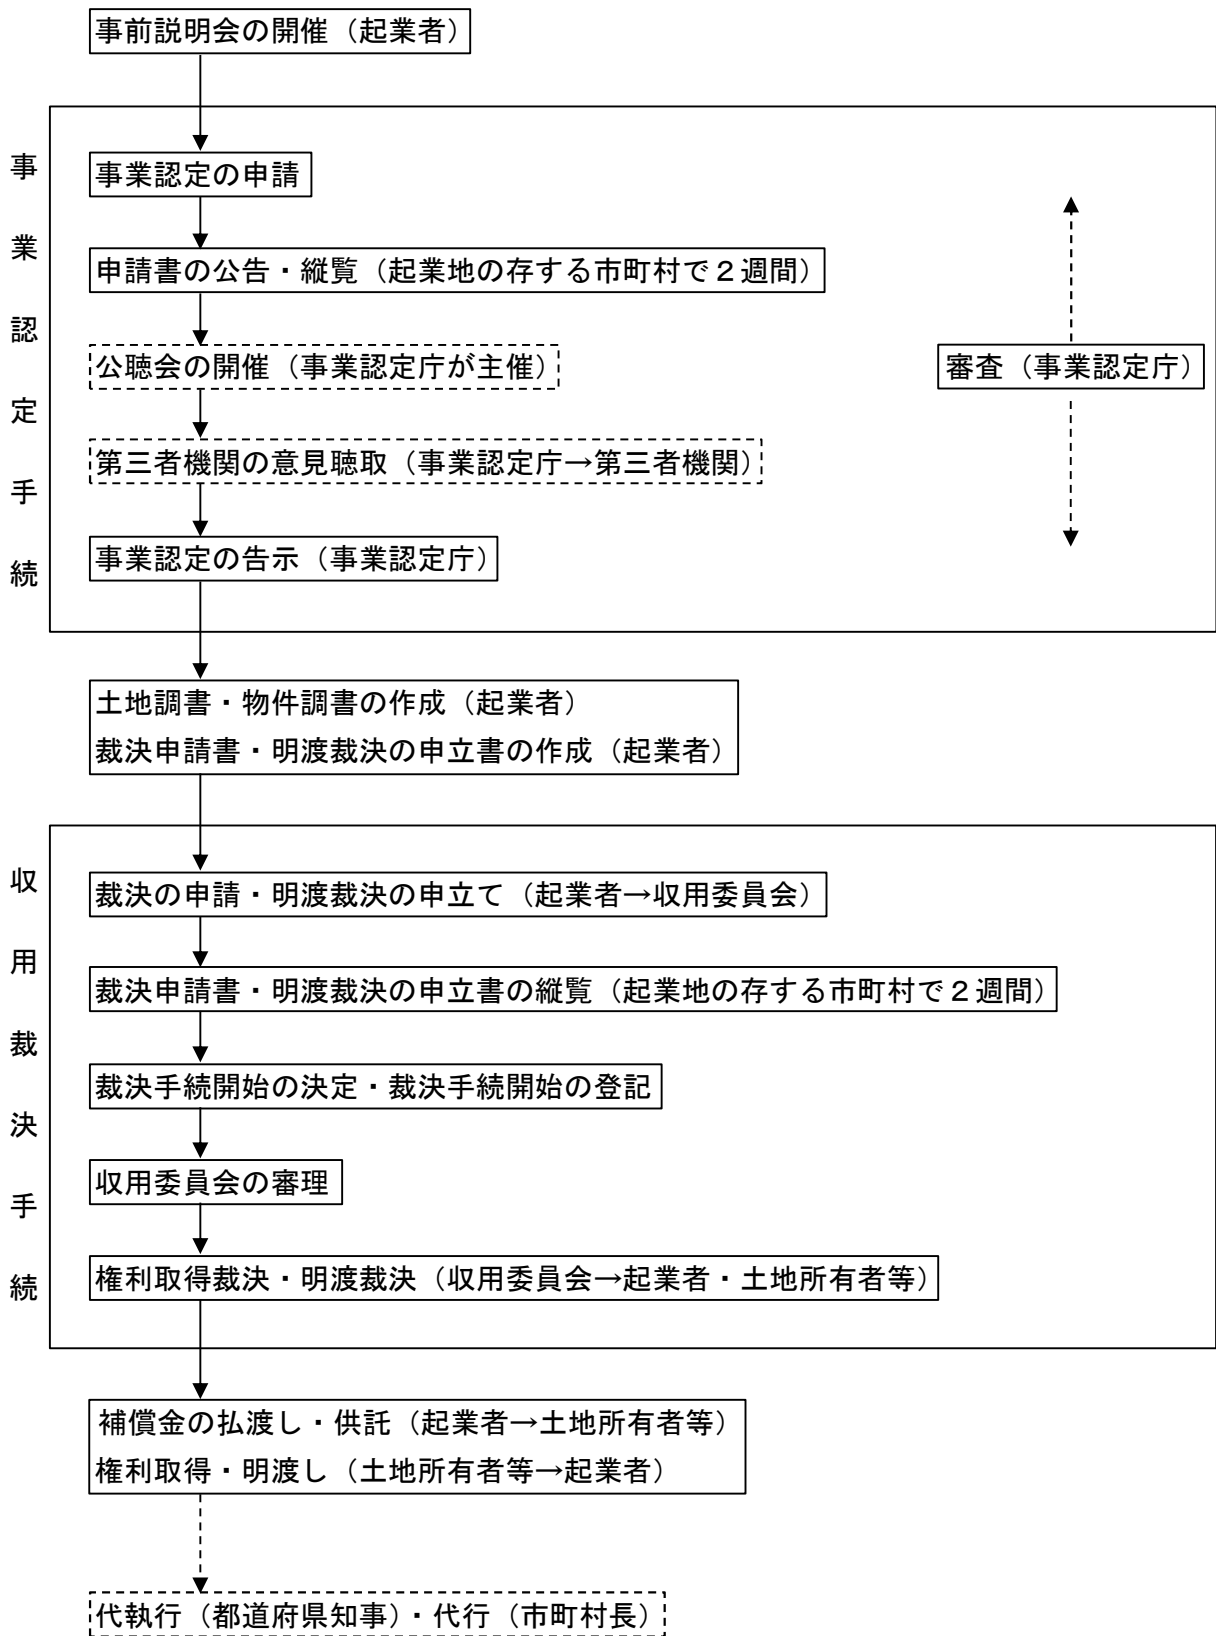 事前説明会の開催（起業者）
事業認定手続
事業認定の申請
申請書の公告・縦覧（起業地の存する市町村で２週間）
公聴会の開催（事業認定庁が主催）
審査（事業認定庁）
第三者機関の意見聴取（事業認定庁→第三者機関）
事業認定の告示（事業認定庁）
土地調書・物件調書の作成（起業者）
裁決申請書・明渡裁決の申立書の作成（起業者）
収用裁決手続
裁決の申請・明渡裁決の申立て（起業者→収用委員会）
裁決申請書・明渡裁決の申立書の縦覧（起業地の存する市町村で２週間）
裁決手続開始の決定・裁決手続開始の登記
収用委員会の審理
権利取得裁決・明渡裁決（収用委員会→起業者・土地所有者等）
補償金の払渡し・供託（起業者→土地所有者等）
権利取得・明渡し（土地所有者等→起業者）
代執行（都道府県知事）・代行（市町村長）